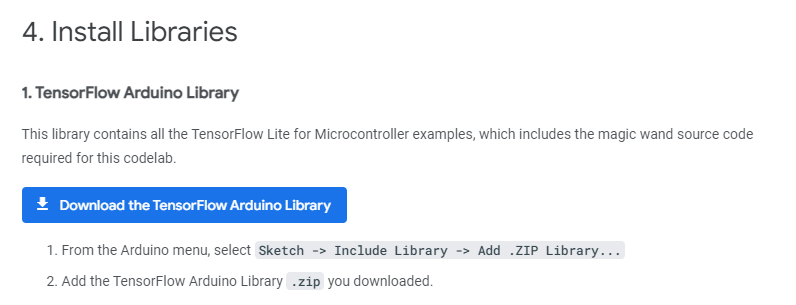 4. Install Libraries
1. TensorFlow Arduino Library
This library contains all the TensorFlow Lite for Microcontroller examples, which includes the magic wand source code
required for this codelab.
Download the TensorFlow Arduino Library
1. From the Arduino menu, select Sketch -> Include Library -> Add .ZIP Library...
2. Add the TensorFlow Arduino Library .zip you downloaded.